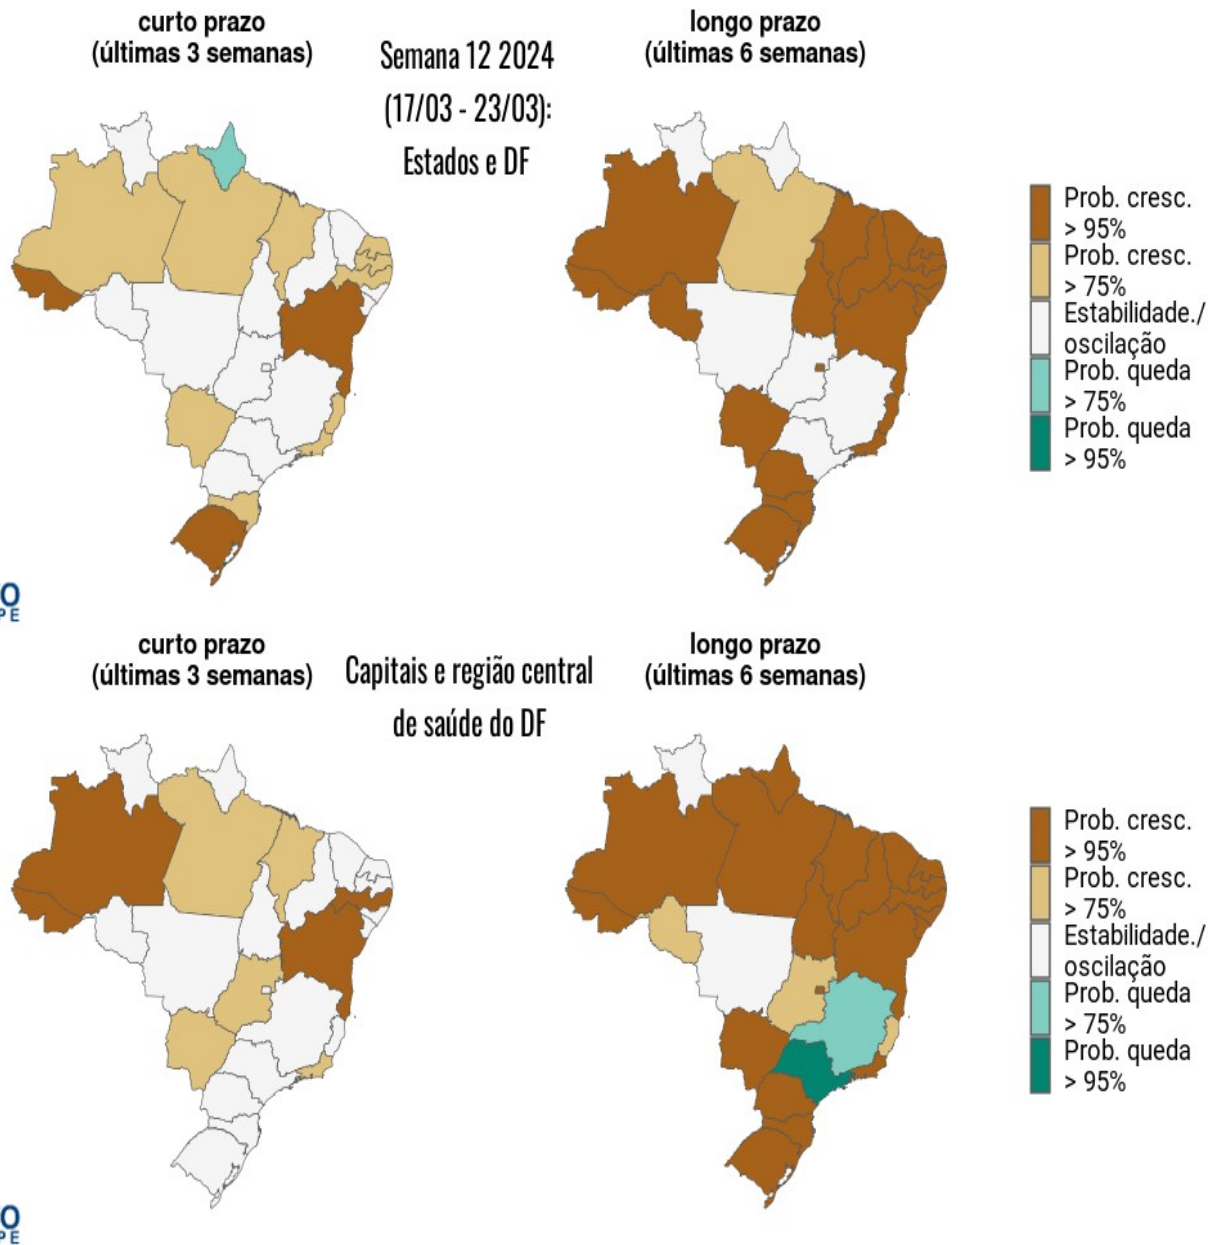 curto prazo
(últimas 3 semanas)
Semana 12 2024
(17/03 - 23/03):
Estados e DF
longo prazo
(últimas 6 semanas)
Prob. cresc.
> 95%
Prob. cresc.
> 75%
Estabilidade./
oscilação
Prob. queda
> 75%
Prob. queda
> 95%
O
PE
curto prazo
(últimas 3 semanas)
Capitais e região central
de saúde do DF
longo prazo
(últimas 6 semanas)
Prob. cresc.
> 95%
Prob. cresc.
> 75%
Estabilidade./
oscilação
Prob. queda
> 75%
Prob. queda
> 95%
O
PE